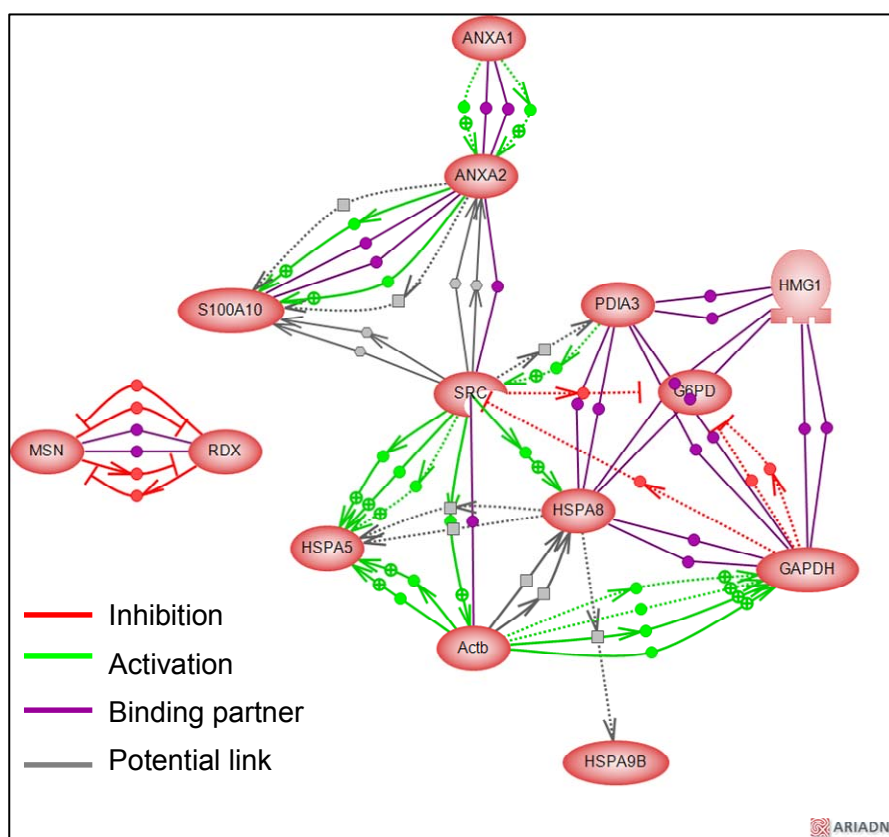 ANXA1
ANXA2
HMG1
S100A10
PDIA3
SRC
G6PD
MSN
RDX
HSPA8
HSPA5
GAPDH
Inhibition
Activation
Actb
Binding partner
Potential link
HSPA9B
ARIADN